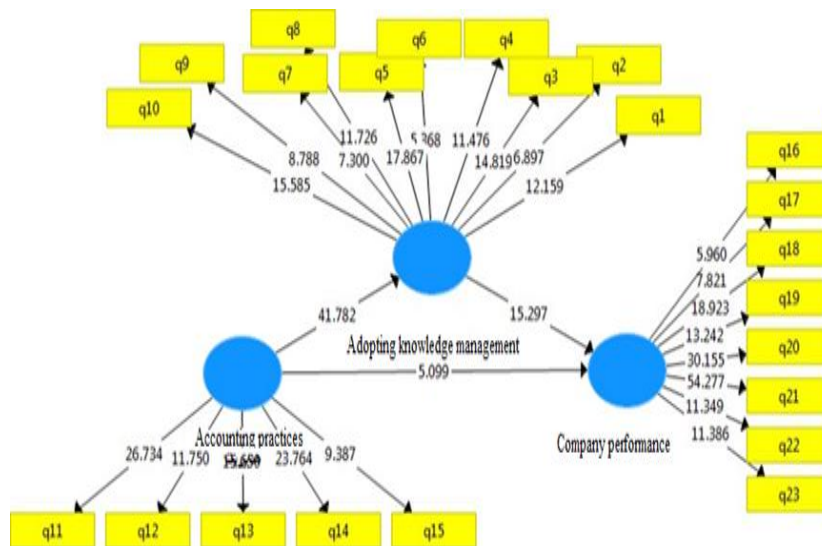 q8
q6
q4
q9
q7
q5
q3
q2
q10
q1
q16
11.726
11.476
8.788
7.300
17.867
14.819
6.897
15.585
12.159
q17
5.960
q18
7.821
18.923
q19
41.782
15.297
13.242
Adopting knowledge management
30.155
q20
5.099
54.277
q21
11.349
q22
Accounting practices
Company performance
11.386
26.734
11.750
23.764
9.387
q23
q11
q12
q13
q14
q15